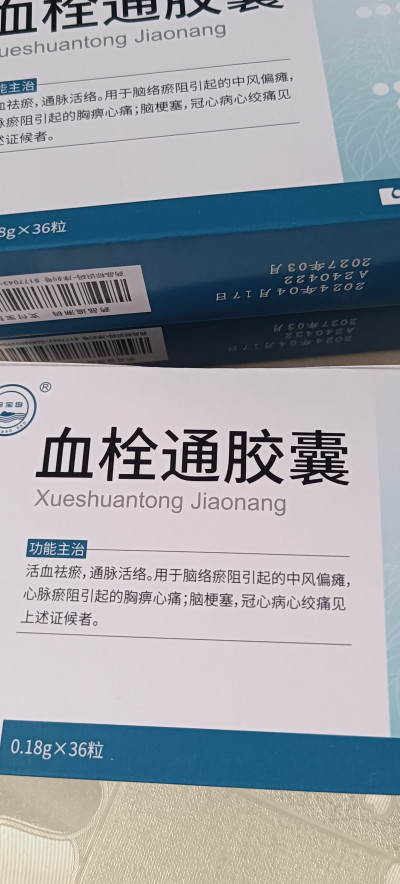 血栓通胶囊
ueshuantong Jiaonang
能主治
血祛瘀，通脉活络。用于脑络瘀阻引起的中风偏瘫，
脉瘀阻引起的胸痹心痛；脑梗塞，冠心病心绞痛见
述证候者。
8g×36粒
2024年04月17日
A240422
2027年03月
药品追溯码
血栓通胶囊
®
Xueshuantong Jiaonang
功能主治
活血祛瘀，通脉活络。用于脑络瘀阻引起的中风偏瘫，
心脉瘀阻引起的胸痹心痛；脑梗塞，冠心病心绞痛见
上述证候者。
0.18g×36粒